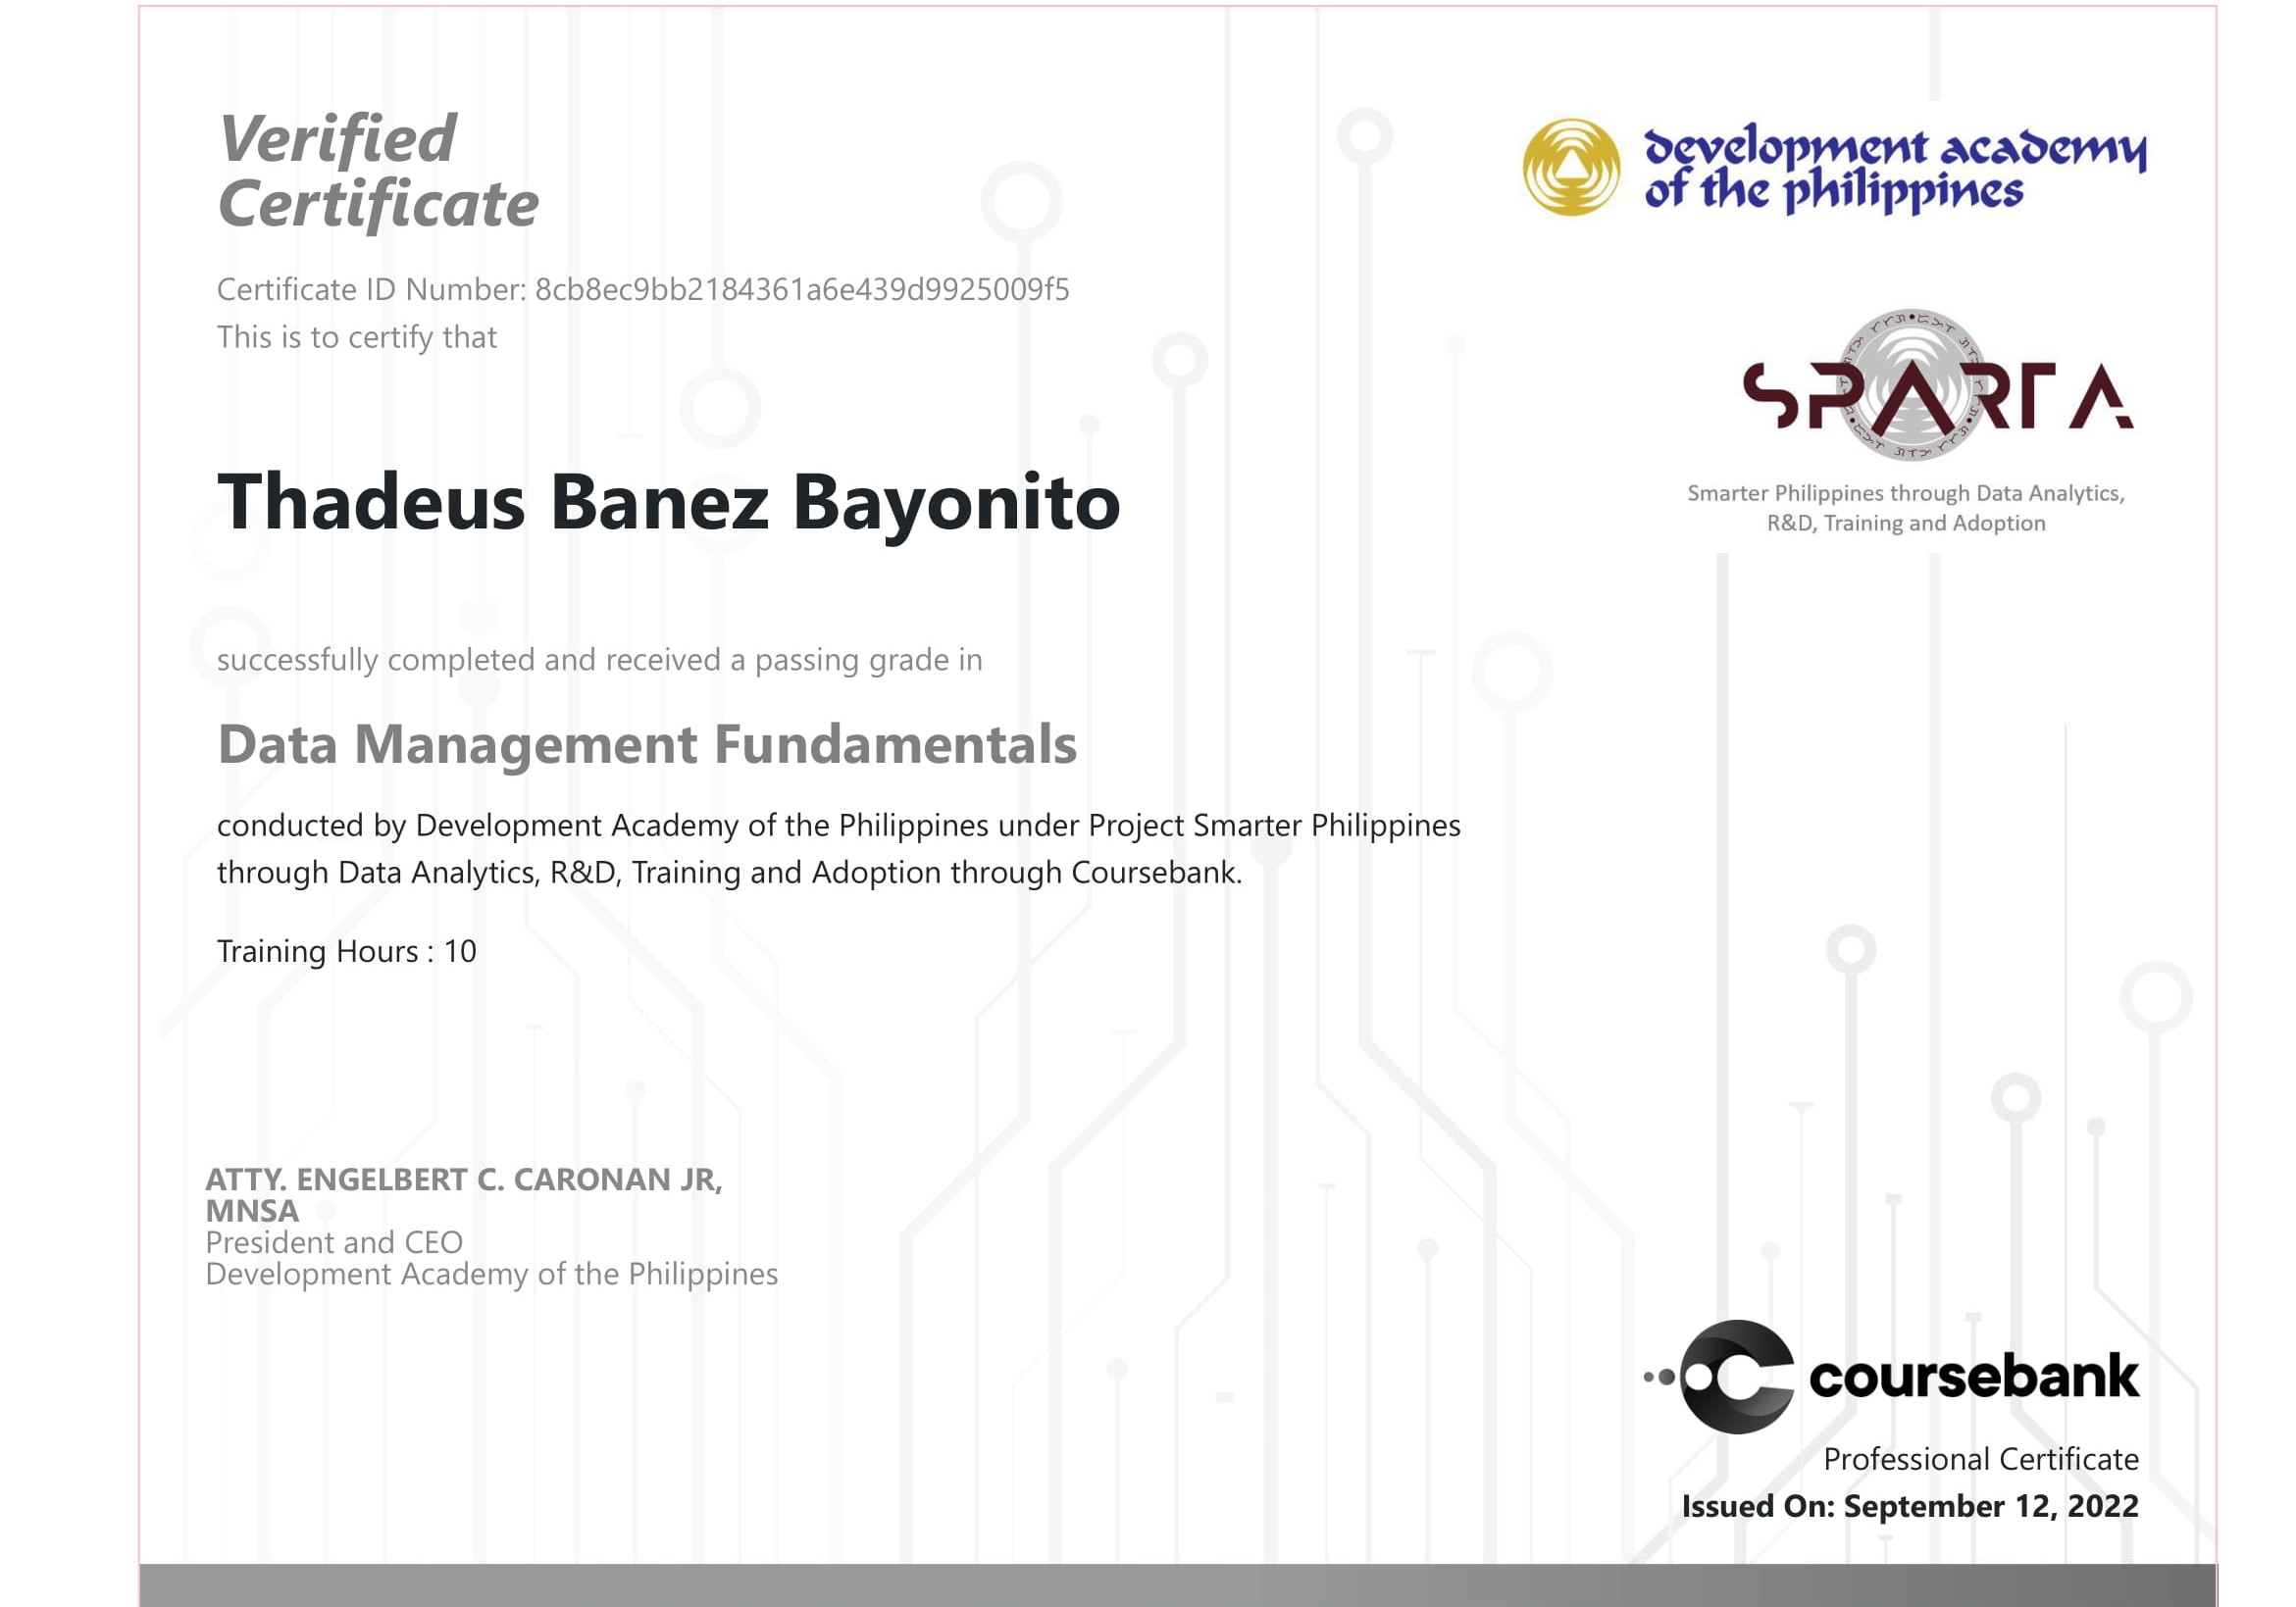 Verified
Certificate
Certificate ID Number: 8cb8ec9bb2184361a6e439d9925009f5
This is to certify that
Thadeus Banez Bayonito
successfully completed and received a passing grade in
Data Management Fundamentals
conducted by Development Academy of the Philippines under Project Smarter Philippines
through Data Analytics, R&D, Training and Adoption through Coursebank.
Training Hours : 10
ATTY. ENGELBERT C. CARONAN JR,
MNSA
President and CEO
Development Academy of the Philippines
development academy
of the philippines
SPARTA
Smarter Philippines through Data Analytics,
R&D, Training and Adoption
coursebank
Professional Certificate
Issued On: September 12, 2022